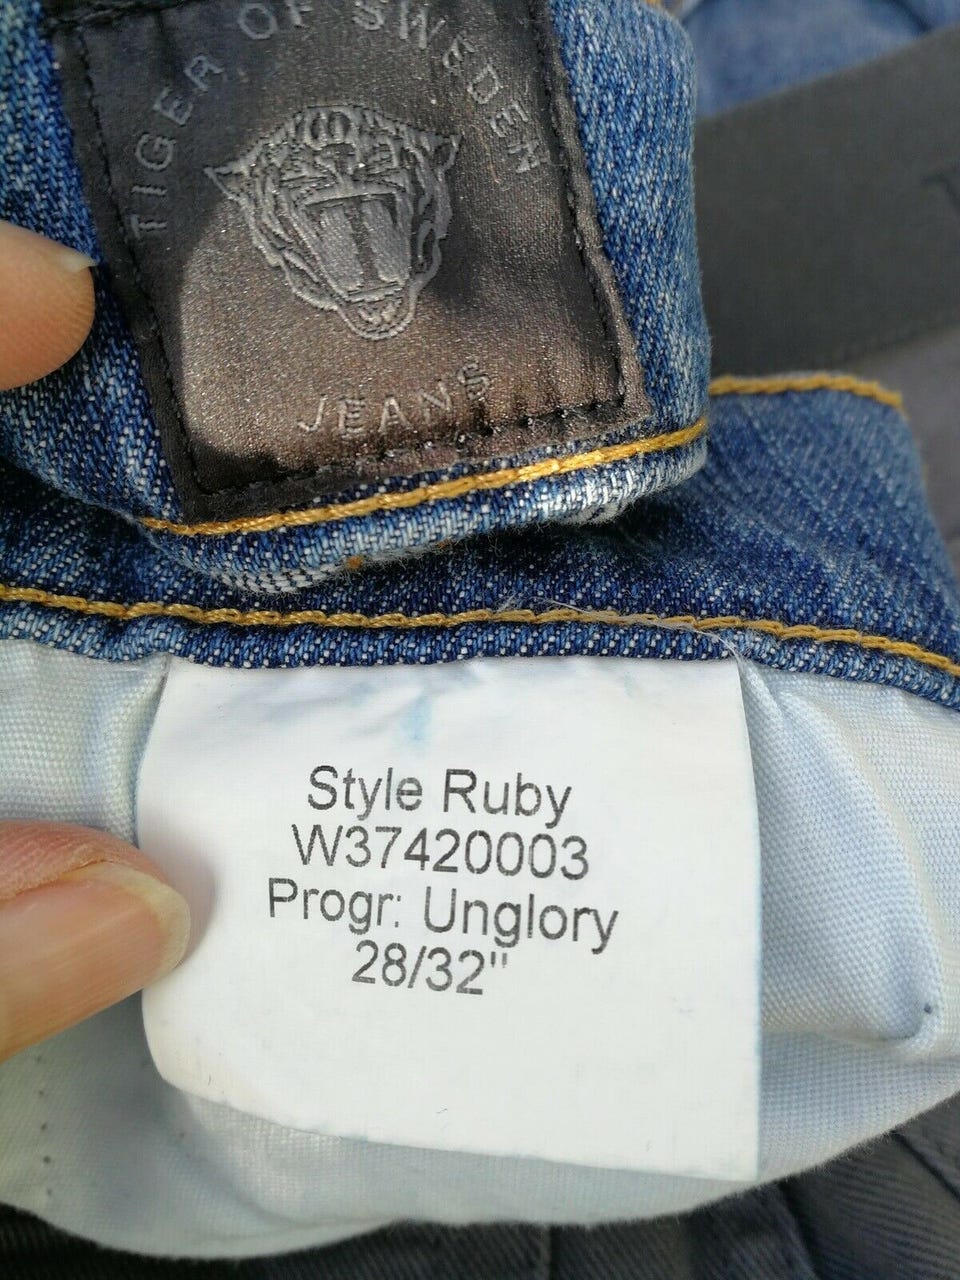 TIGER OF SWEDEN
JEANS
Style Ruby
W37420003
Progr: Unglory
28/32"